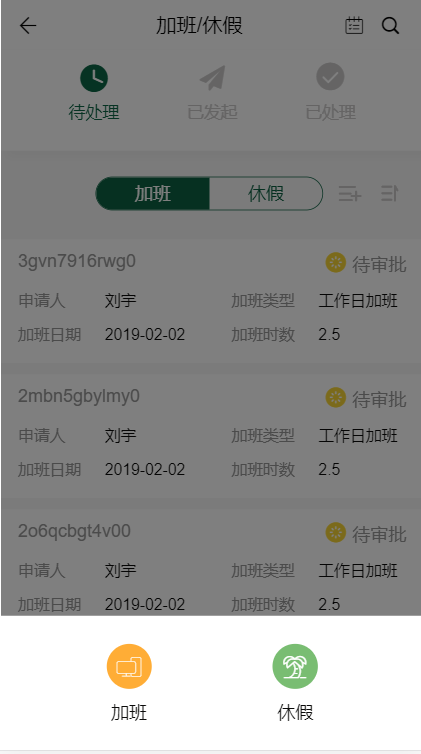 加班/休假
待处理 已发起 已处理
加班 休假
3gvn7916rwg0 待审批
申请人 刘宇 加班类型 工作日加班
加班日期 2019-02-02 加班时数 2.5
2mbn5gbylmy0 待审批
申请人 刘宇 加班类型 工作日加班
加班日期 2019-02-02 加班时数 2.5
2o6qcbgt4v00 待审批
申请人 刘宇 加班类型 工作日加班
加班日期 2019-02-02 加班时数 2.5
加班 休假